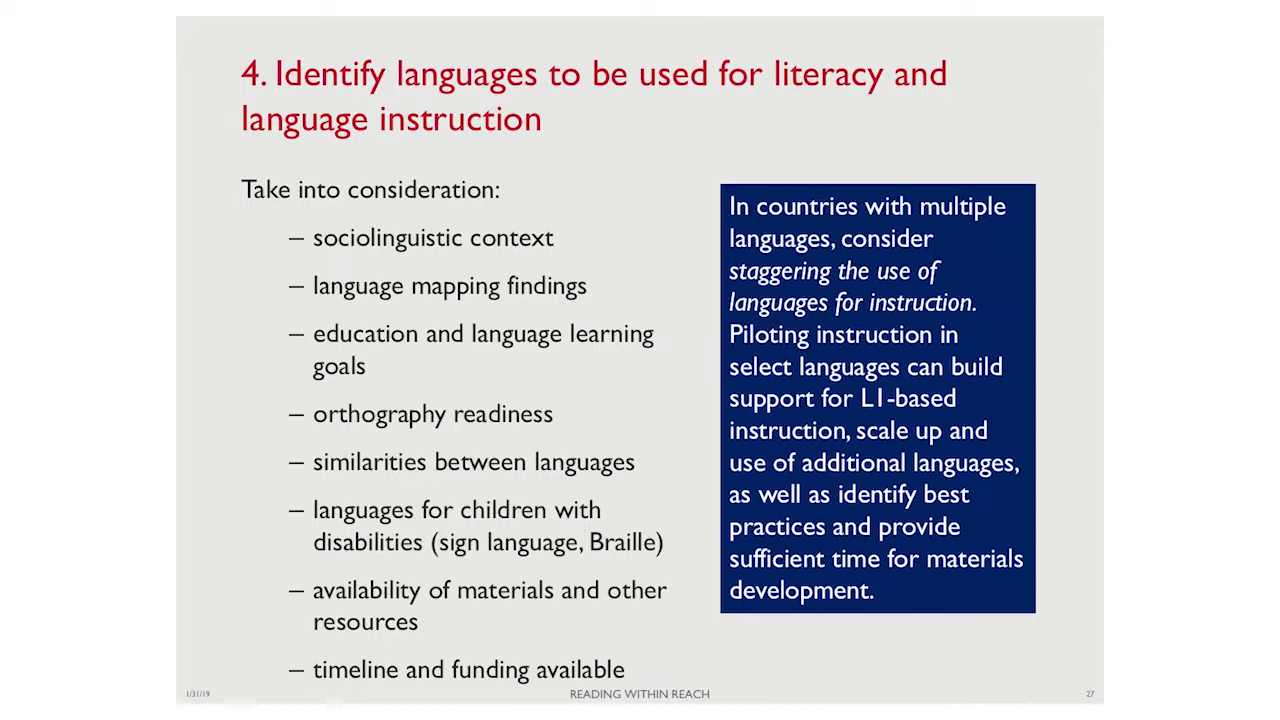 4. Identify languages to be used for literacy and
language instruction
Take into consideration:
– sociolinguistic context
– language mapping findings
– education and language learning
goals
– orthography readiness
– similarities between languages
– languages for children with
disabilities (sign language, Braille)
– availability of materials and other
resources
– timeline and funding available
In countries with multiple
languages, consider
staggering the use of
languages for instruction.
Piloting instruction in
select languages can build
support for L1-based
instruction, scale up and
use of additional languages,
as well as identify best
practices and provide
sufficient time for materials
development.
1/31/19
READING WITHIN REACH
27